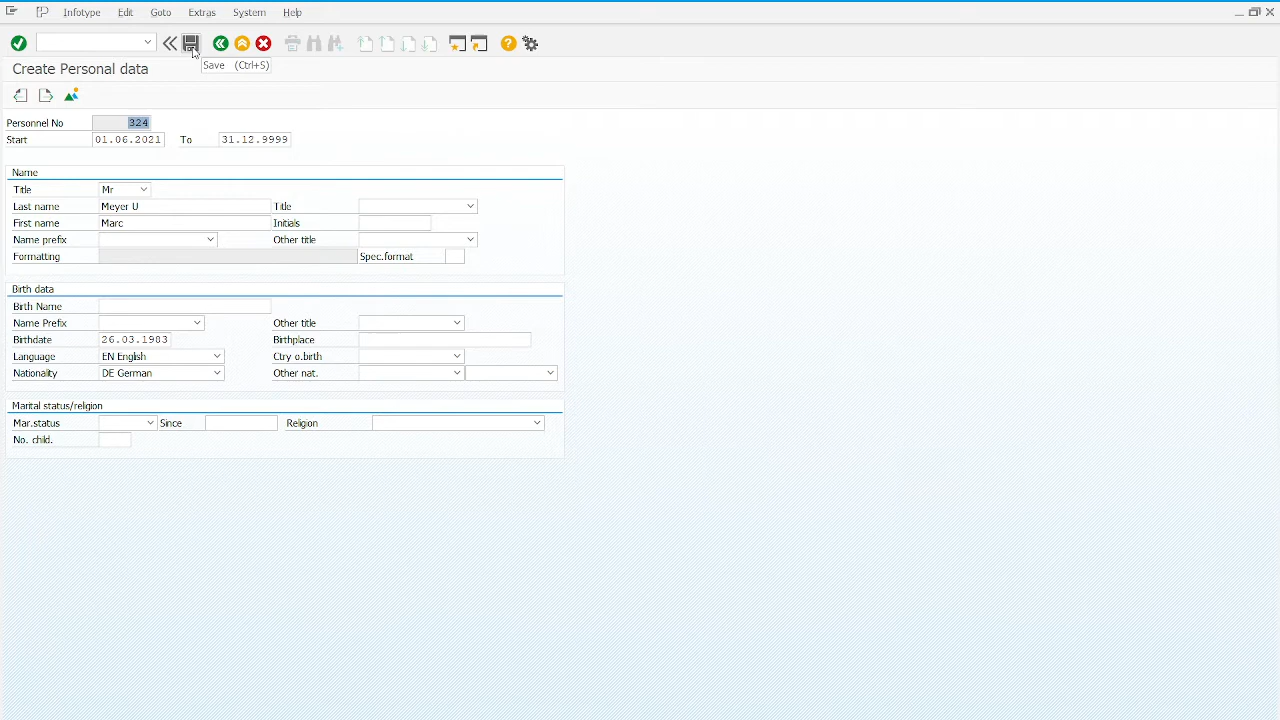 Infotype Edit Goto Extras System Help
Save (Ctrl+S)
Create Personal data
Personnel No 324
Start 01.06.2021 To 31.12.9999
Name
Title Mr
Last name Meyer U Title
First name Marc Initials
Name prefix Other title
Formatting Spec.format
Birth data
Birth Name
Name Prefix Other title
Birthdate 26.03.1983 Birthplace
Language EN English Ctry o.birth
Nationality DE German Other nat.
Marital status/religion
Mar.status Since Religion
No. child.